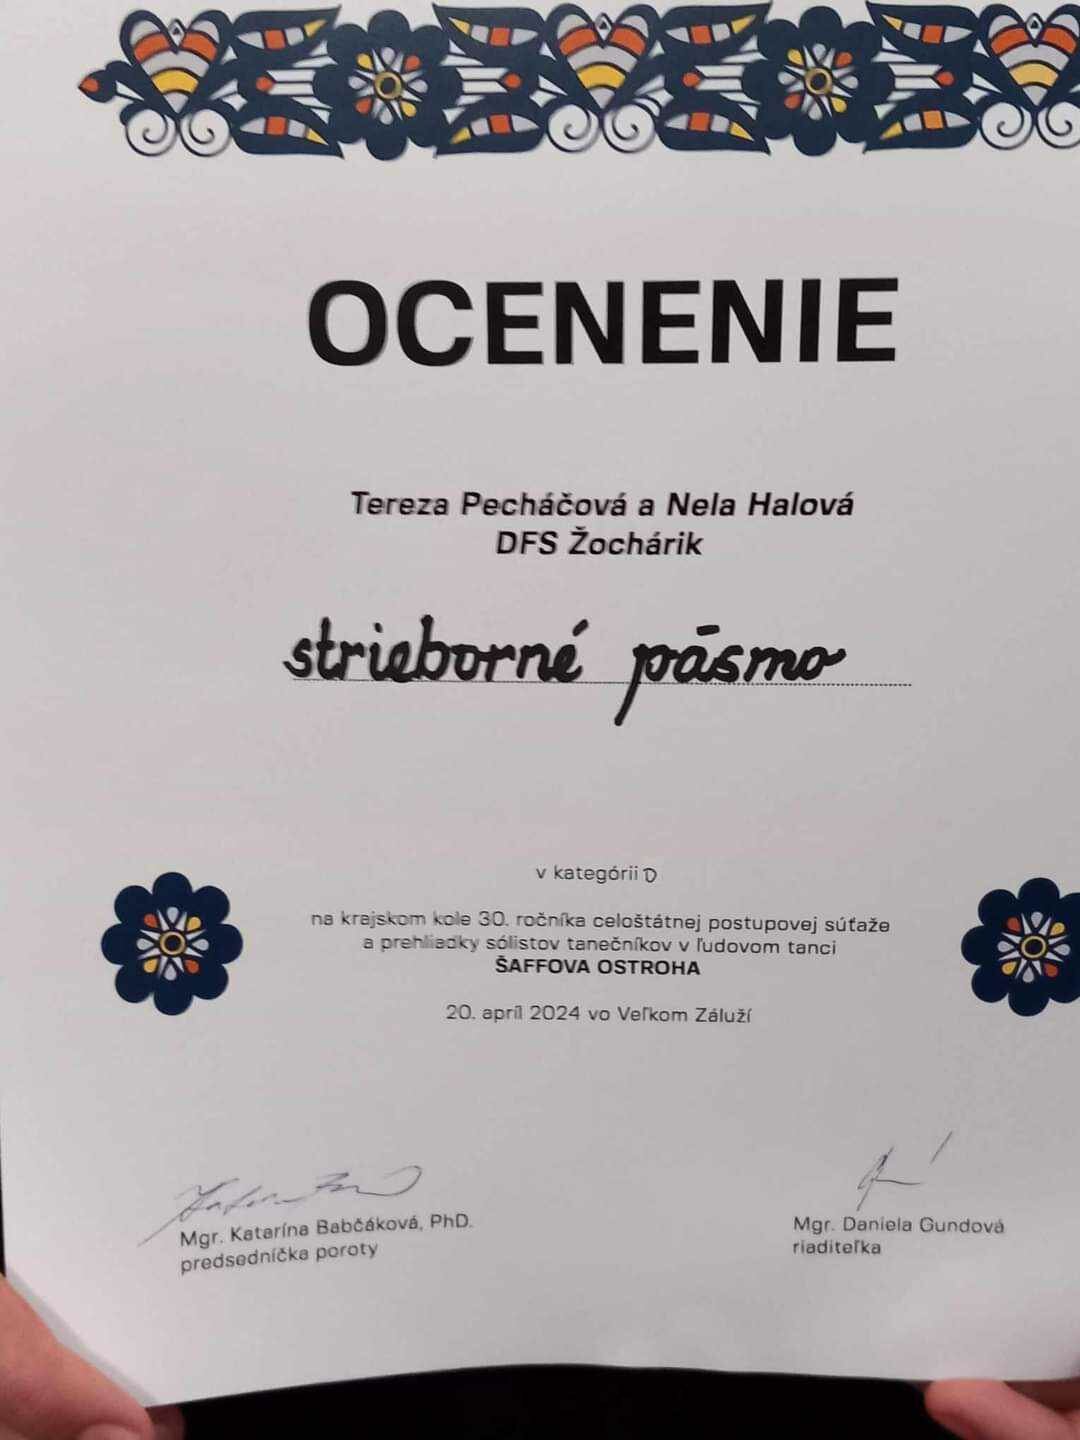 OCENENIE
Tereza Pecháčová a Nela Halová
DFS Žochárik
strieborné pásmo
v kategórii D
na krajskom kole 30. ročníka celoštátnej postupovej súťaže
a prehliadky sólistov tanečníkov v ľudovom tanci
ŠAFFOVA OSTROHA
20. apríl 2024 vo Veľkom Záluží
Mgr. Katarína Babčáková, PhD.
predsedníčka poroty
Mgr. Daniela Gundová
riaditeľka